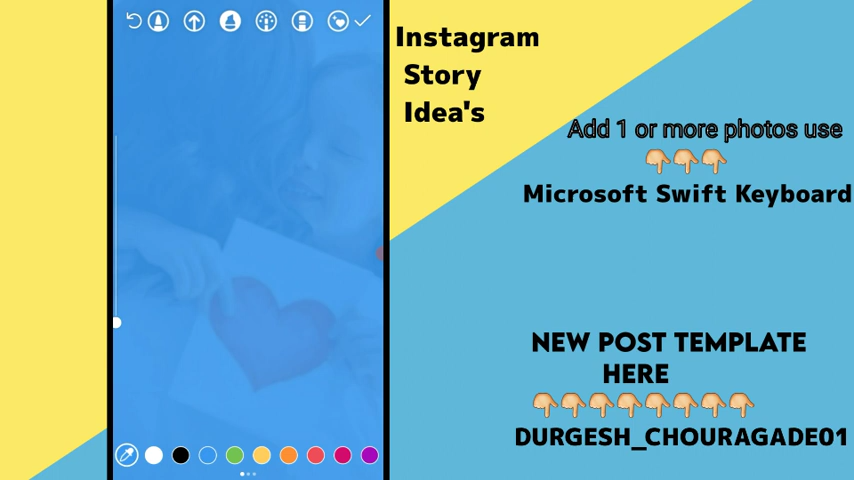 Instagram
Story
Idea's
Add 1 or more photos use
👇🏼👇🏼👇🏼
Microsoft Swift Keyboard
NEW POST TEMPLATE
HERE
👇🏼👇🏼👇🏼👇🏼👇🏼👇🏼👇🏼👇🏼
DURGESH_CHOURAGADE01